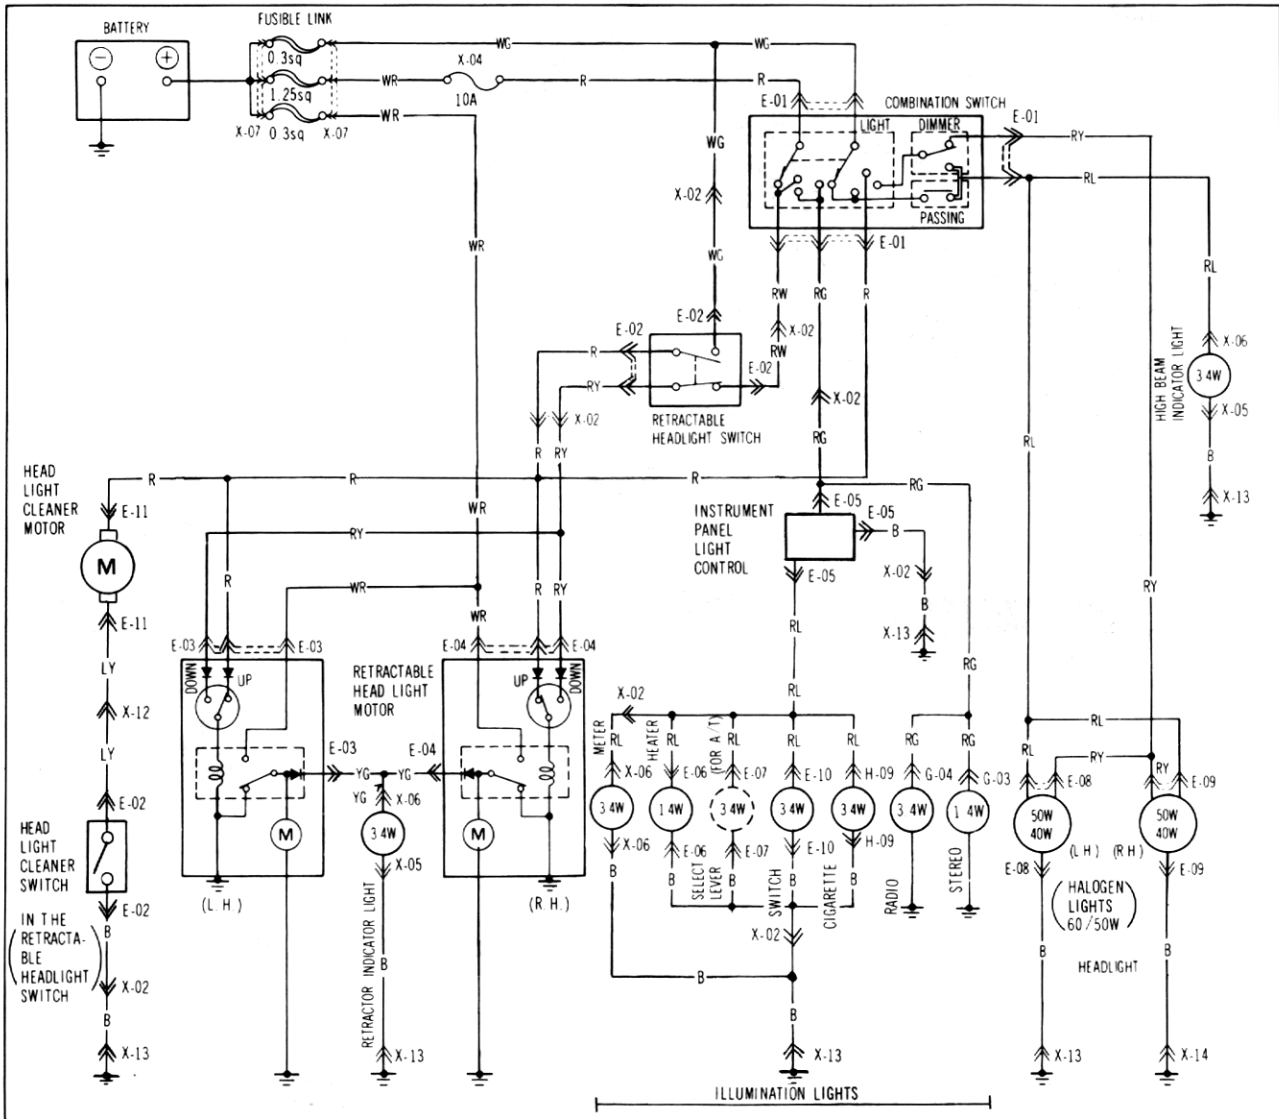 BATTERY
FUSIBLE LINK
0.3sq
1.25sq
0.3sq
X-07
X-07
WG
WG
WR
X-04
10A
R
R
WR
E-01
COMBINATION SWITCH
LIGHT
DIMMER
PASSING
E-01
RY
RL
WG
X-02
WG
WR
E-01
RW
RG
R
RL
E-02
E-02
X-02
RW
E-02
R
RY
X-02
RETRACTABLE
HEADLIGHT SWITCH
X-02
RG
HIGH BEAM
INDICATOR LIGHT
X-06
3.4W
X-05
B
X-13
RL
HEAD
LIGHT
CLEANER
MOTOR
R
R
R
RY
R
E-11
M
E-11
LY
X-12
LY
E-02
HEAD
LIGHT
CLEANER
SWITCH
E-02
IN THE
RETRACTA-
BLE
HEADLIGHT
SWITCH
B
X-02
B
X-13
WR
RY
R
WR
R
RY
WR
INSTRUMENT
PANEL
LIGHT
CONTROL
E-05
RG
E-05
B
E-05
X-02
B
X-13
RL
RY
RG
E-03
E-03
E-04
E-04
DOWN
UP
RETRACTABLE
HEAD LIGHT
MOTOR
UP
DOWN
E-03
E-04
YG
YG
YG
X-06
M
3.4W
M
X-05
(L.H.)
(R.H.)
RETRACTOR INDICATOR LIGHT
B
X-13
RL
X-02
METER
RL
HEATER
RL
(FOR A/T)
RL
RL
RL
RG
RG
X-06
E-06
E-07
E-10
H-09
G-04
G-03
3.4W
1.4W
3.4W
3.4W
3.4W
3.4W
1.4W
X-06
E-06
E-07
E-10
H-09
B
B
SELECT
LEVER
B
SWITCH
B
CIGARETTE
B
RADIO
STEREO
X-02
B
B
X-13
ILLUMINATION LIGHTS
RL
RL
RY
RY
E-08
E-09
50W
40W
50W
40W
(L.H.)
(R.H.)
E-08
E-09
HALOGEN
LIGHTS
60/50W
B
B
HEADLIGHT
X-13
X-14